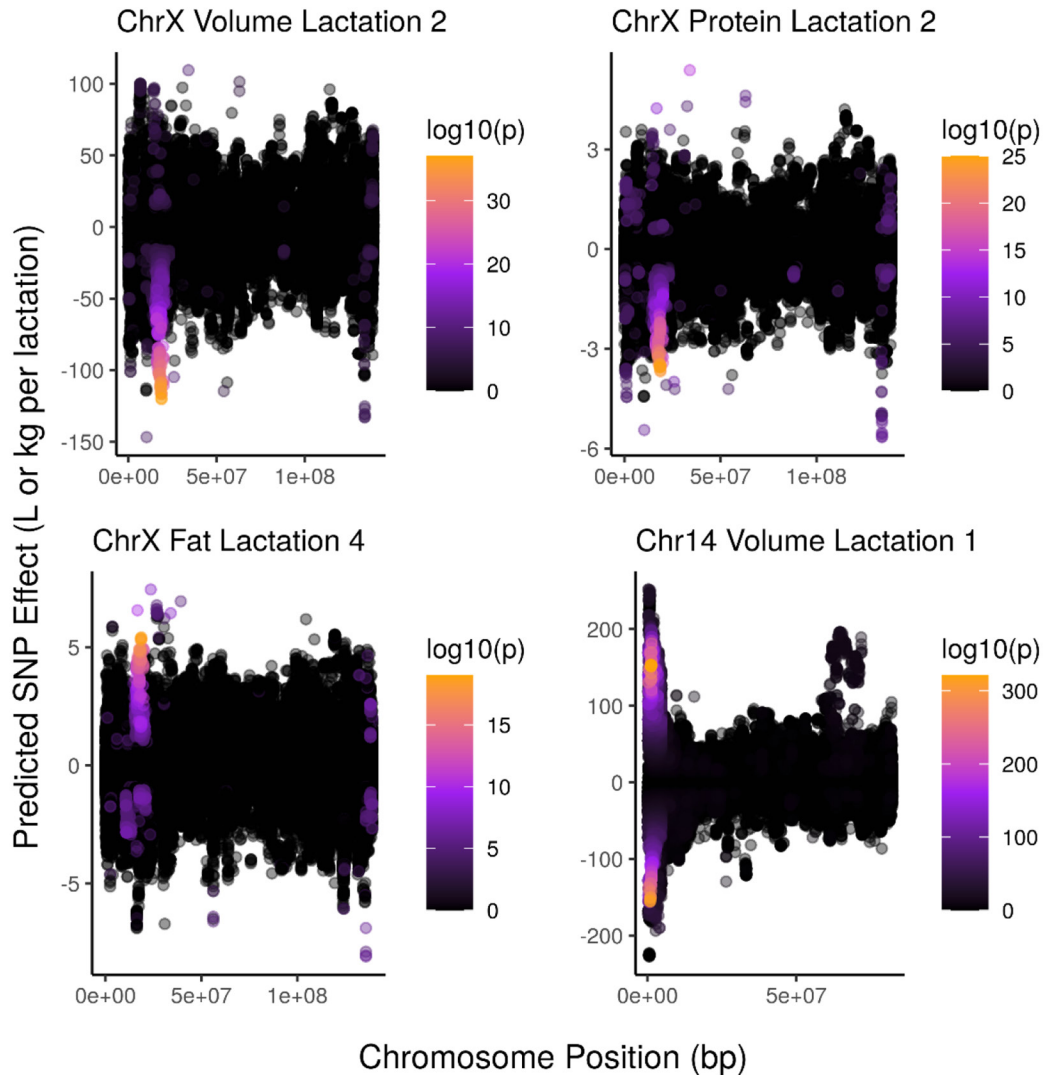 ChrX Volume Lactation 2
ChrX Protein Lactation 2
100
50
0
-50
-100
-150
0e+00 5e+07 1e+08
log10(p)
30
20
10
0
3
0
-3
-6
0e+00 5e+07 1e+08
log10(p)
25
20
15
10
5
0
Predicted SNP Effect (L or kg per lactation)
ChrX Fat Lactation 4
Chr14 Volume Lactation 1
5
0
-5
0e+00 5e+07 1e+08
log10(p)
15
10
5
0
200
100
0
-100
-200
0e+00 5e+07
log10(p)
300
200
100
0
Chromosome Position (bp)